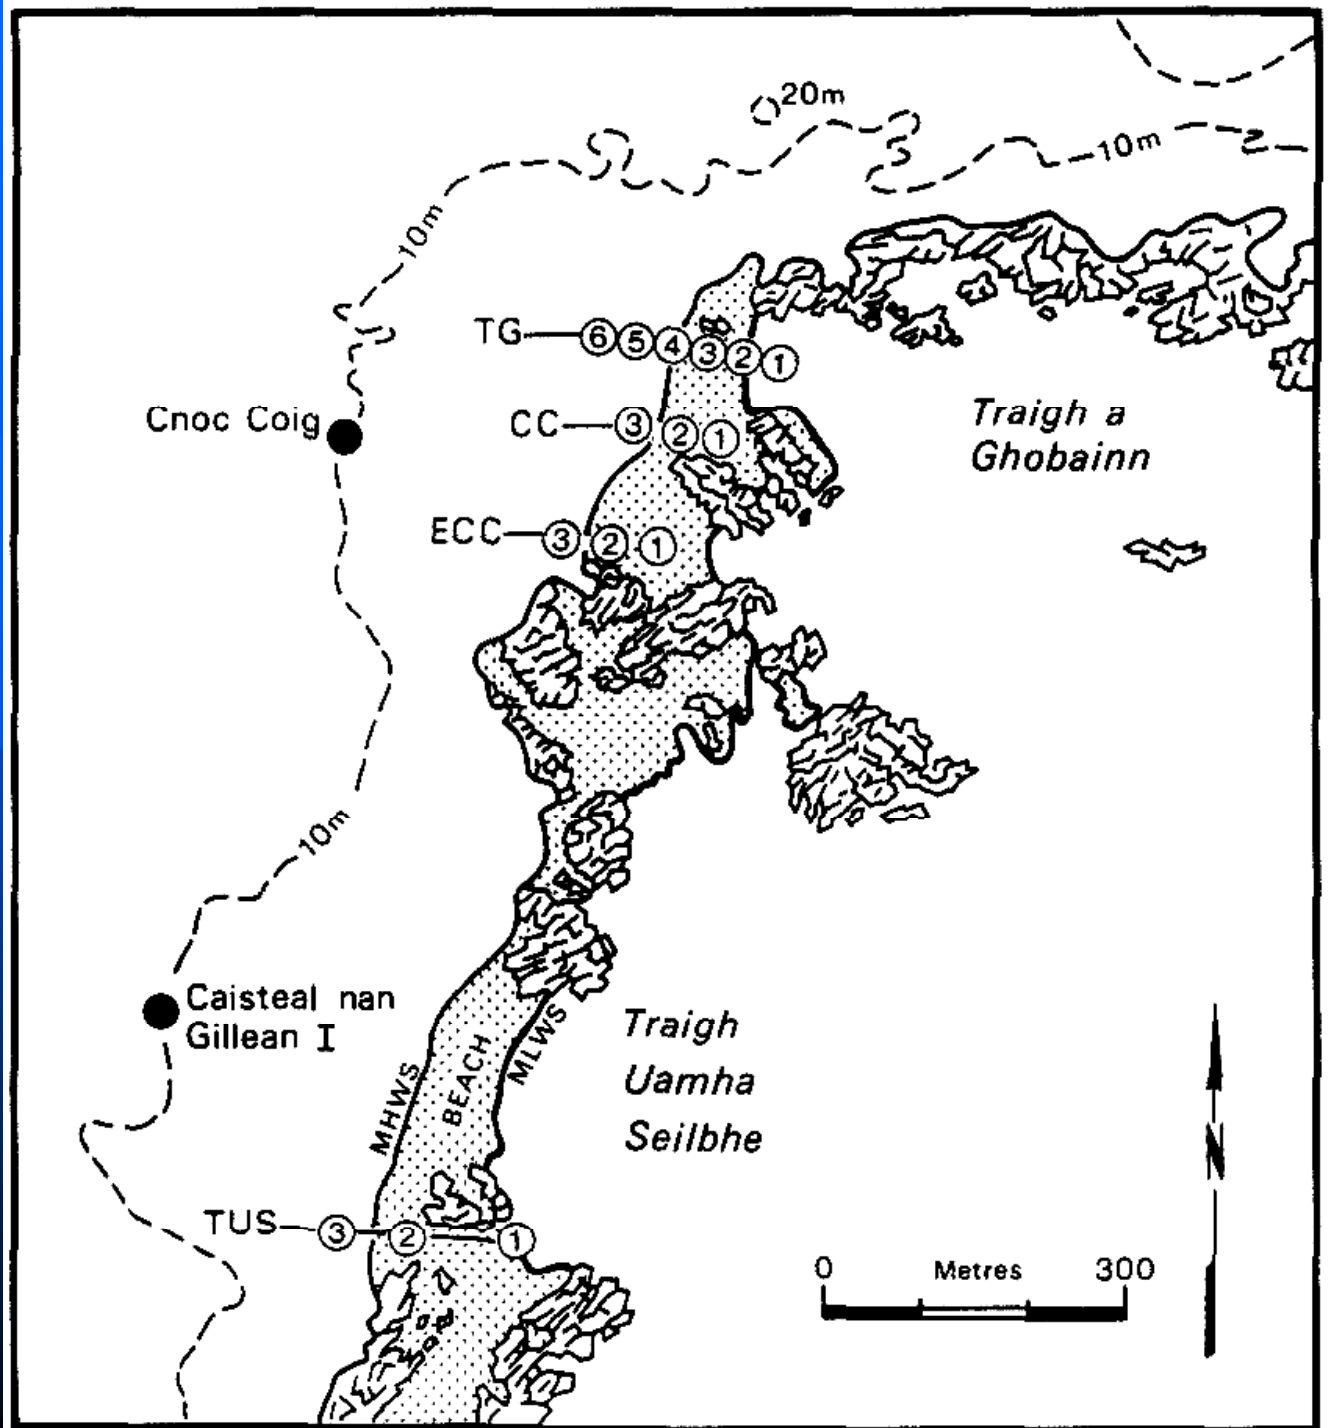 20m
10m
10m
TG 6 5 4 3 2 1
Cnoc Coig
CC 3 2 1
Traigh a
Ghobainn
ECC 3 2 1
10m
Caisteal nan
Gillean I
Traigh
Uamha
Seilbhe
MHWS
BEACH
MLWS
N
TUS 3 2 1
0 Metres 300